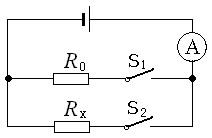 A
R₀ S₁
Rₓ S₂